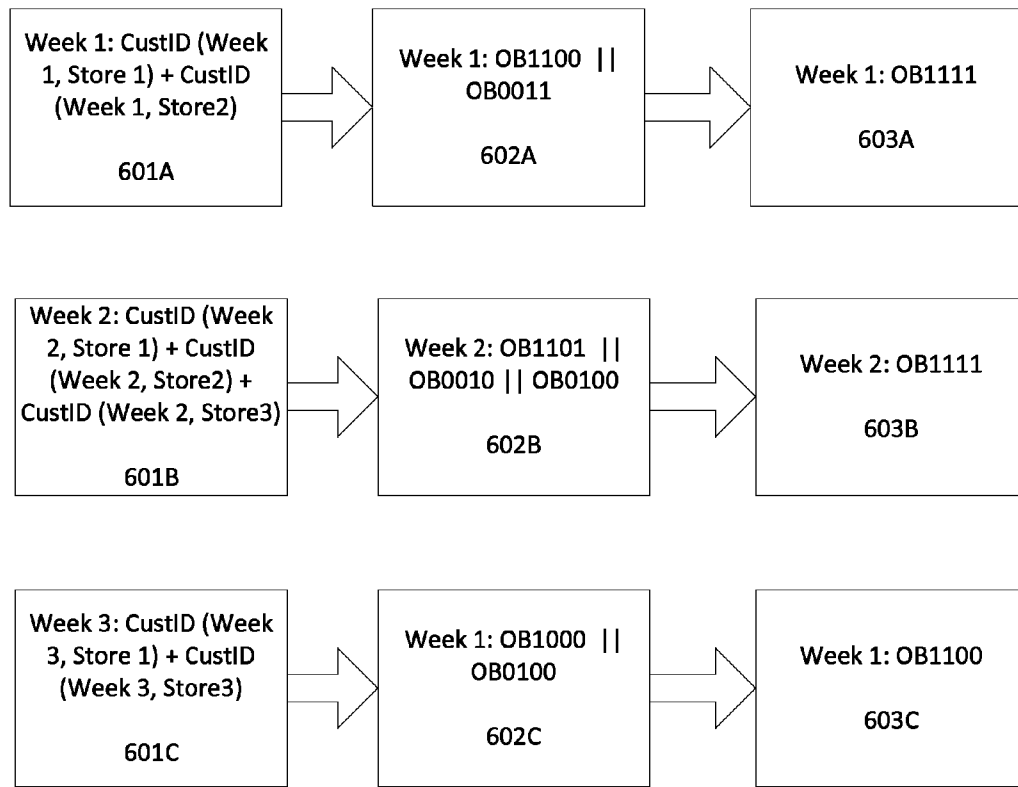 Week 1: CustID (Week
1, Store 1) + CustID
(Week 1, Store2)
601A
Week 1: OB1100 ||
OB0011
602A
Week 1: OB1111
603A
Week 2: CustID (Week
2, Store 1) + CustID
(Week 2, Store2) +
CustID (Week 2, Store3)
601B
Week 2: OB1101 ||
OB0010 || OB0100
602B
Week 2: OB1111
603B
Week 3: CustID (Week
3, Store 1) + CustID
(Week 3, Store3)
601C
Week 1: OB1000 ||
OB0100
602C
Week 1: OB1100
603C